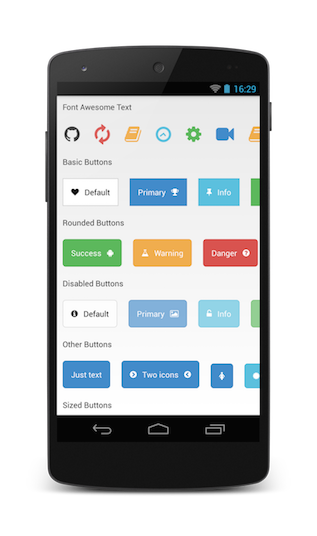 16:29
Font Awesome Text
Basic Buttons
Default Primary Info
Rounded Buttons
Success Warning Danger
Disabled Buttons
Default Primary Info
Other Buttons
Just text Two icons
Sized Buttons